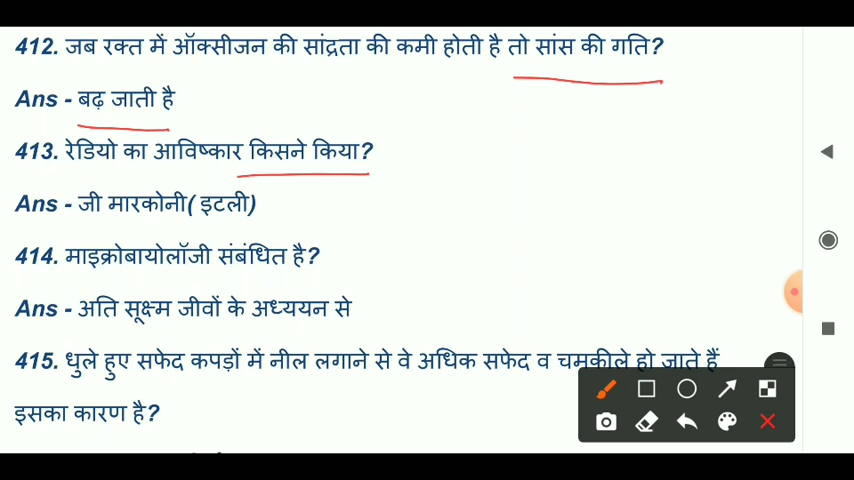 412. जब रक्त में ऑक्सीजन की सांद्रता की कमी होती है तो सांस की गति?
Ans - बढ़ जाती है
413. रेडियो का आविष्कार किसने किया?
Ans - जी मारकोनी( इटली)
414. माइक्रोबायोलॉजी संबंधित है?
Ans - अति सूक्ष्म जीवों के अध्ययन से
415. धुले हुए सफेद कपड़ों में नील लगाने से वे अधिक सफेद व चमकीले हो जाते हैं
इसका कारण है?